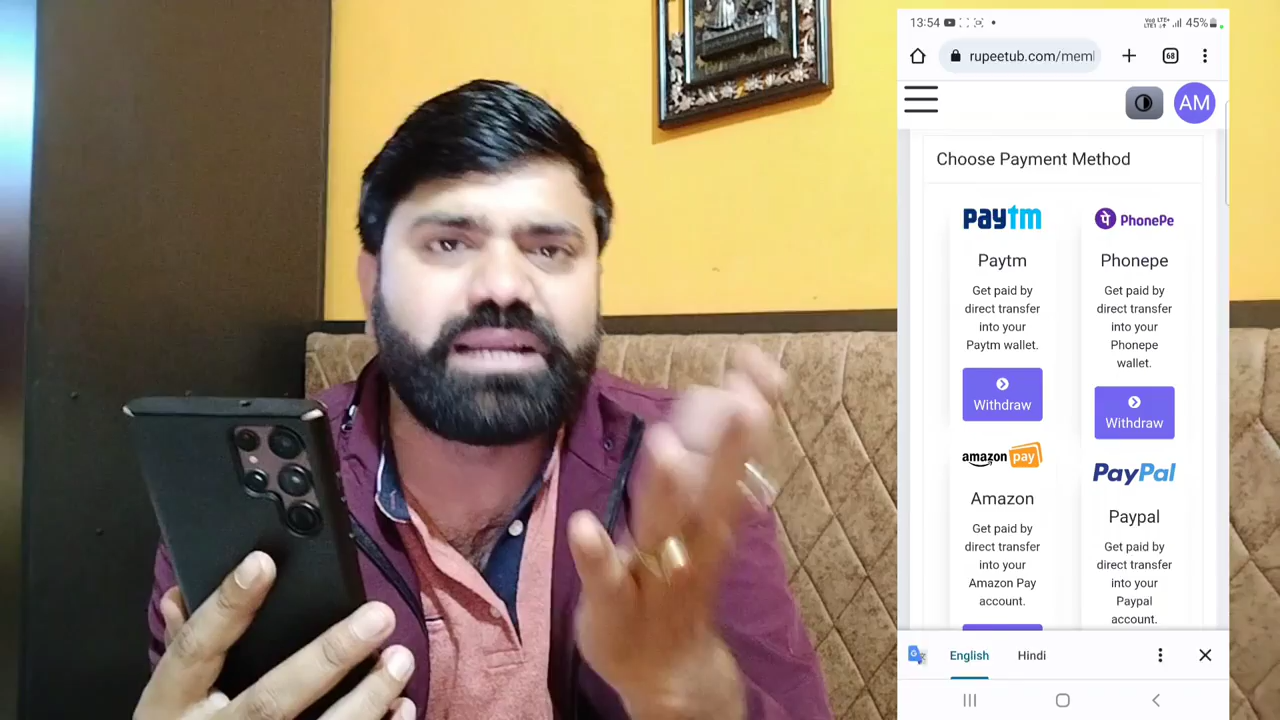 13:54
45%
rupeetub.com/mem
68
AM
Choose Payment Method
paytm
PhonePe
Paytm
Phonepe
Get paid by
direct transfer
into your
Paytm wallet.
Get paid by
direct transfer
into your
Phonepe
wallet.
Withdraw
Withdraw
amazon pay
PayPal
Amazon
Paypal
Get paid by
direct transfer
into your
Amazon Pay
account.
Get paid by
direct transfer
into your
Paypal
account.
English
Hindi